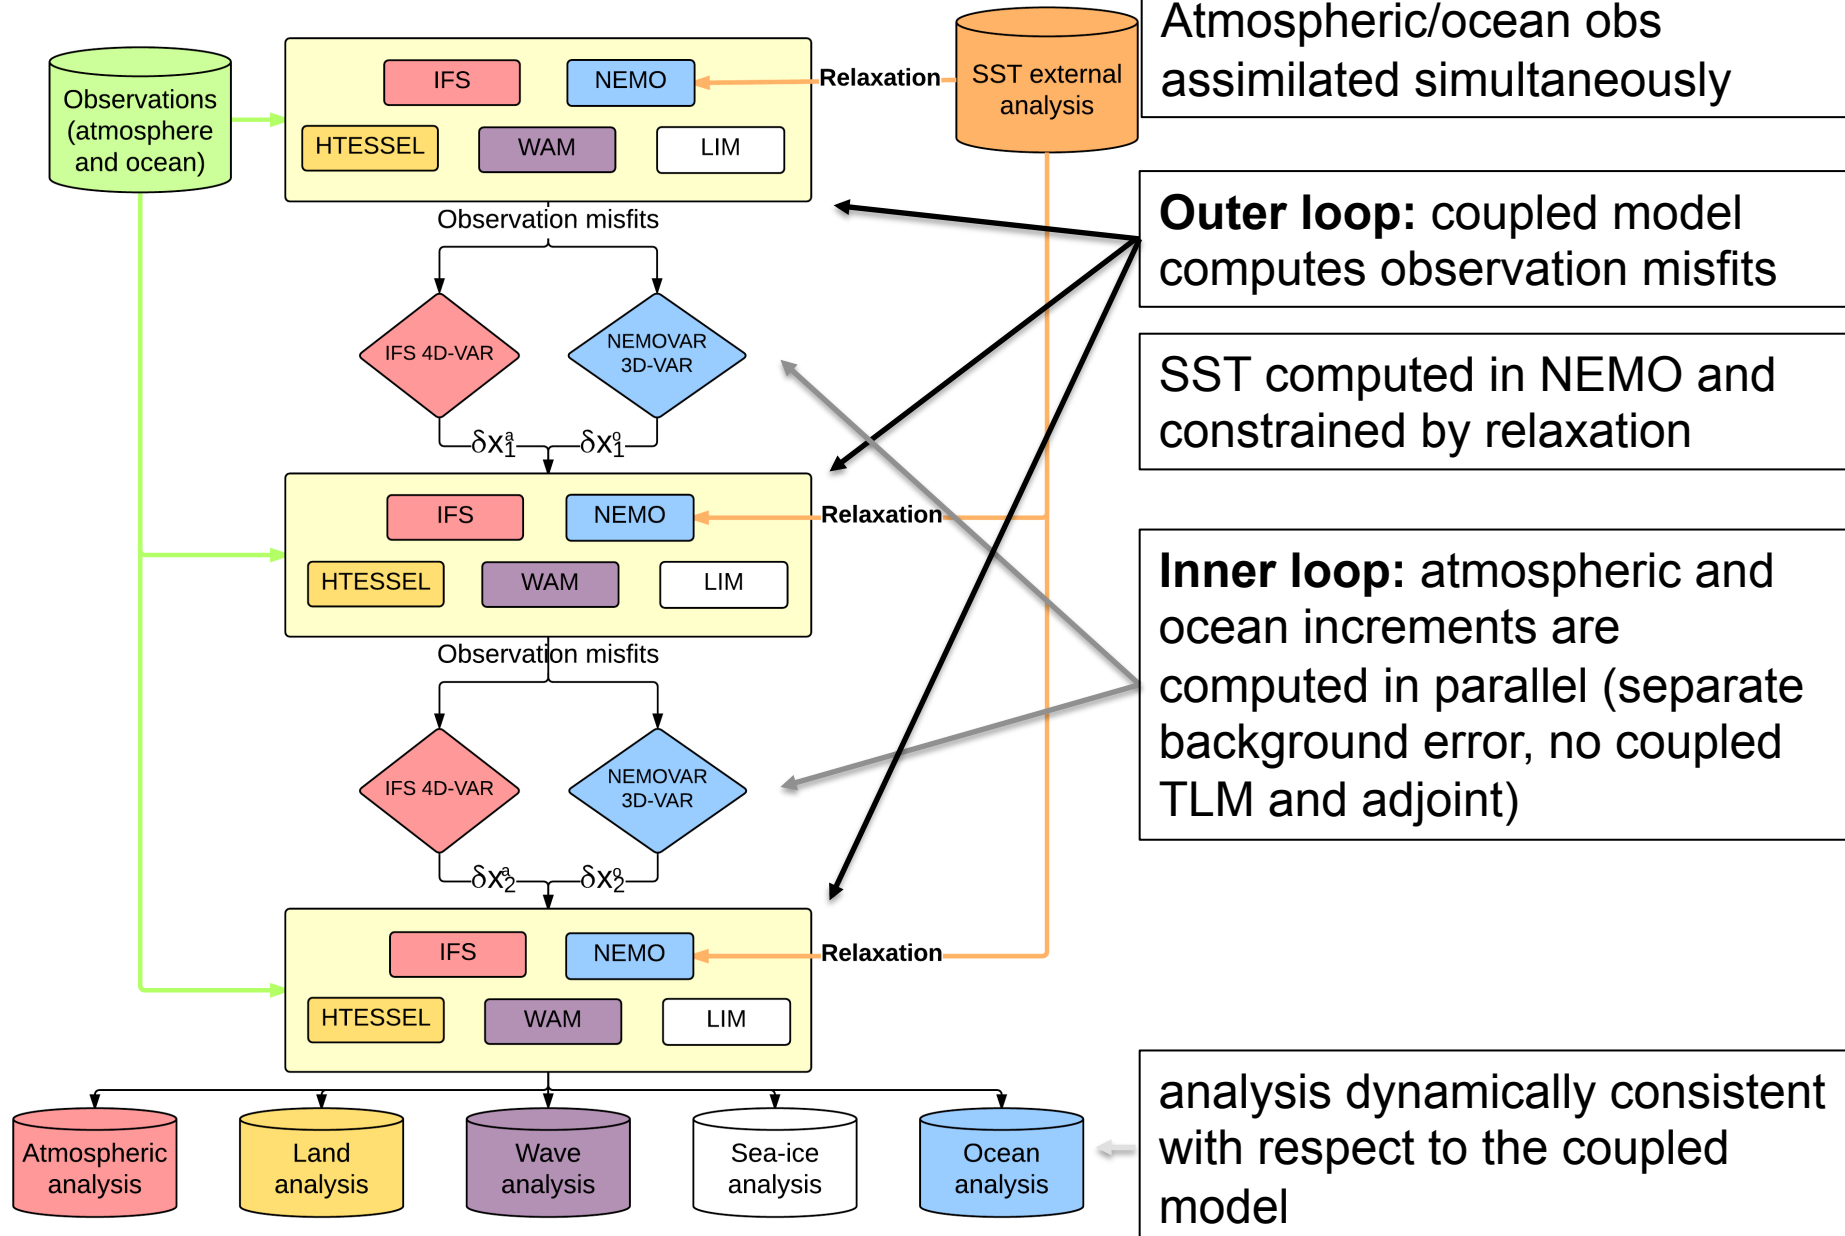 Atmospheric/ocean obs
assimilated simultaneously
Observations
(atmosphere
and ocean)
IFS
NEMO
HTESSEL
WAM
LIM
Relaxation
SST external
analysis
Outer loop: coupled model
computes observation misfits
Observation misfits
IFS 4D-VAR
NEMOVAR
3D-VAR
SST computed in NEMO and
constrained by relaxation
δx₁ᵃ
δx₁ᵒ
IFS
NEMO
HTESSEL
WAM
LIM
Relaxation
Inner loop: atmospheric and
ocean increments are
computed in parallel (separate
background error, no coupled
TLM and adjoint)
Observation misfits
IFS 4D-VAR
NEMOVAR
3D-VAR
δx₂ᵃ
δx₂ᵒ
IFS
NEMO
HTESSEL
WAM
LIM
Relaxation
Atmospheric
analysis
Land
analysis
Wave
analysis
Sea-ice
analysis
Ocean
analysis
analysis dynamically consistent
with respect to the coupled
model